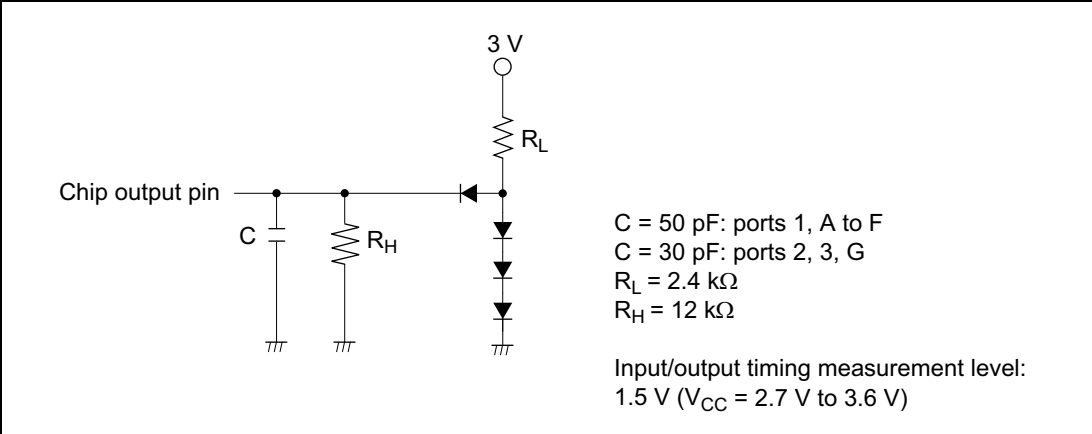 3 V
R_L
Chip output pin
C
R_H
C = 50 pF: ports 1, A to F
C = 30 pF: ports 2, 3, G
R_L = 2.4 kΩ
R_H = 12 kΩ
Input/output timing measurement level:
1.5 V (V_CC = 2.7 V to 3.6 V)